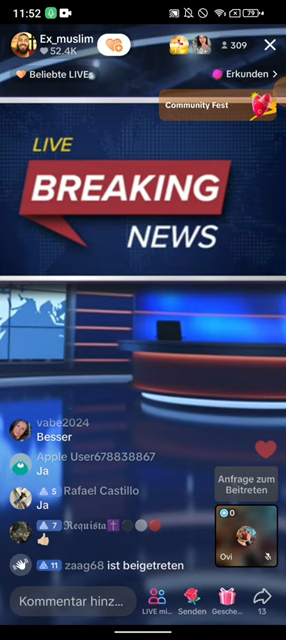 11:52
79
Ex_muslim
52.4K
309
Beliebte LIVEs
Erkunden
Community Fest
LIVE
BREAKING
NEWS
vabe2024
Besser
Apple User678838867
Ja
5 Rafael Castillo
Ja
7 ℜ𝔢𝔮𝔲𝔦𝔰𝔱𝔞
11 zaag68 ist beigetreten
Anfrage zum
Beitreten
0
Ovi
Kommentar hinz...
LIVE mi...
Senden
Gesche...
13